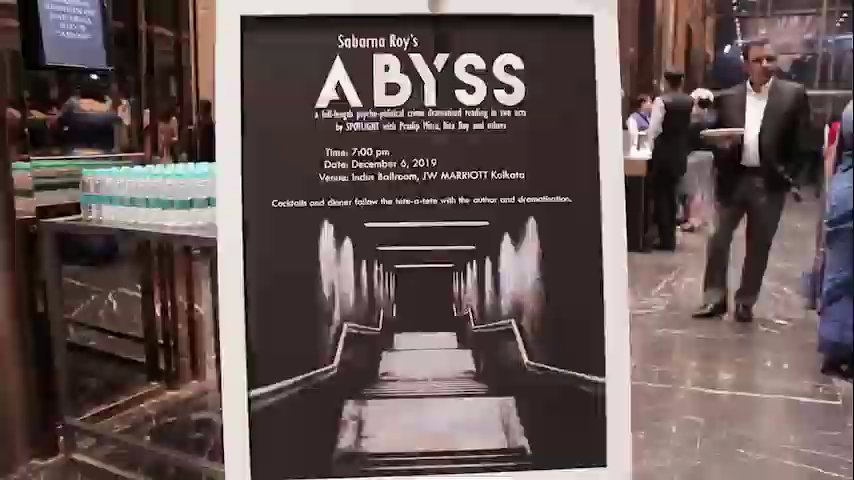 Sabarna Roy's
ABYSS
a full-length psycho-political crime dramatised reading in two acts
by SPOTLIGHT with Pradip Mitra, Rita Roy and others
Time: 7:00 pm
Date: December 6, 2019
Venue: Indus Ballroom, JW MARRIOTT Kolkata
Cocktails and dinner follow the tete-a-tete with the author and dramatisation.